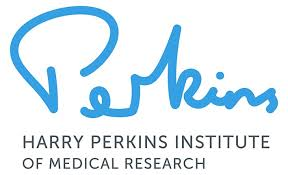 Perkins
HARRY PERKINS INSTITUTE
OF MEDICAL RESEARCH